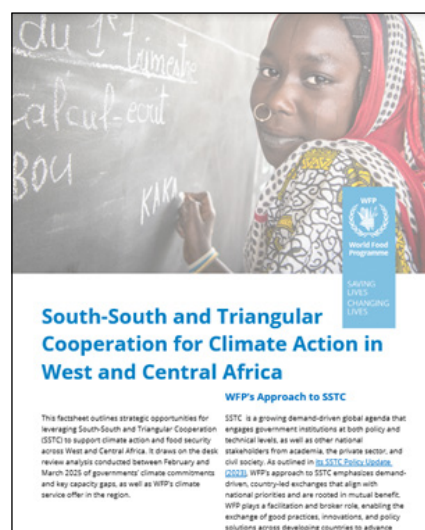 du 1er trimestre
Calcul-écrit
BOU
KAKA
WFP
World Food
Programme
SAVING
LIVES
CHANGING
LIVES
South-South and Triangular
Cooperation for Climate Action in
West and Central Africa
This factsheet outlines strategic opportunities for
leveraging South-South and Triangular Cooperation
(SSTC) to support climate action and food security
across West and Central Africa. It draws on the desk
review analysis conducted between February and
March 2025 of governments' climate commitments
and key capacity gaps, as well as WFP's climate
service offer in the region.
WFP's Approach to SSTC
SSTC is a growing demand-driven global agenda that
engages government institutions at both policy and
technical levels, as well as other national
stakeholders from academia, the private sector, and
civil society. As outlined in its SSTC Policy Update
(2023), WFP's approach to SSTC emphasizes demand-
driven, country-led exchanges that align with
national priorities and are rooted in mutual benefit.
WFP plays a facilitation and broker role, enabling the
exchange of good practices, innovations, and policy
solutions across developing countries to advance